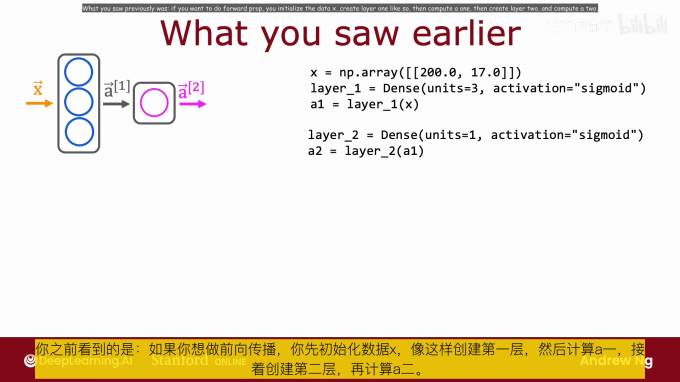 What you saw previously was: if you want to do forward prop, you initialize the data x, create layer one like so, then compute a one, then create layer two, and compute a two.
What you saw earlier
bilibili
x
a[1]
a[2]
x = np.array([[200.0, 17.0]])
layer_1 = Dense(units=3, activation="sigmoid")
a1 = layer_1(x)
layer_2 = Dense(units=1, activation="sigmoid")
a2 = layer_2(a1)
DeepLearning.AI Stanford ONLINE Andrew Ng
你之前看到的是：如果你想做前向传播，你先初始化数据x，像这样创建第一层，然后计算a一，接
着创建第二层，再计算a二。